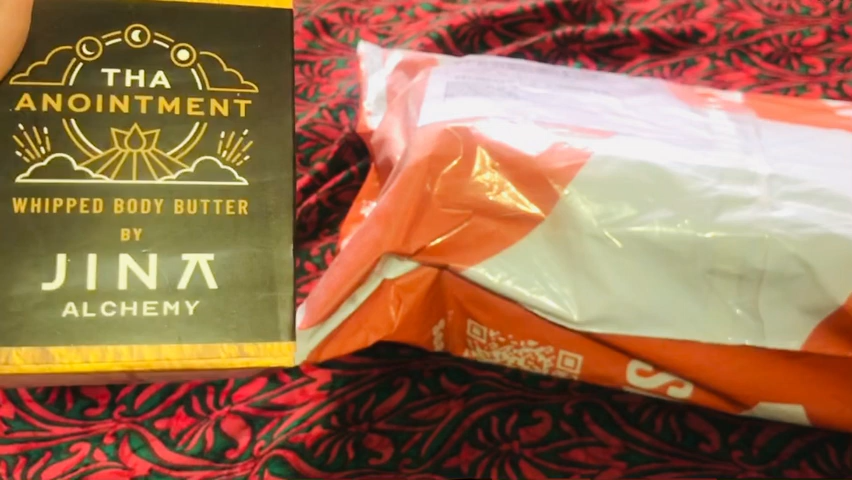 THA
ANOINTMENT
WHIPPED BODY BUTTER
BY
JINA
ALCHEMY
S